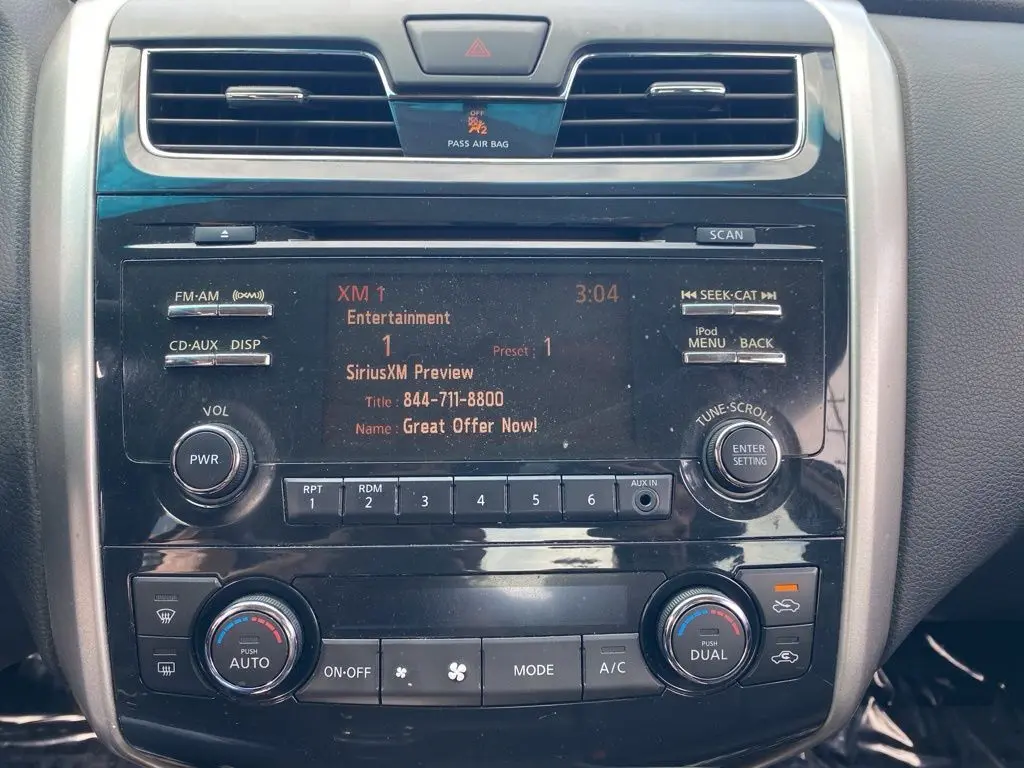 OFF
2
PASS AIR BAG
SCAN
FM·AM ((XM))
CD·AUX DISP
XM 1 3:04
Entertainment
1 Preset : 1
SiriusXM Preview
Title : 844-711-8800
Name : Great Offer Now!
SEEK·CAT
iPod
MENU BACK
VOL
PWR
TUNE·SCROLL
ENTER
SETTING
RPT
1
RDM
2
3
4
5
6
AUX IN
PUSH
AUTO
ON·OFF
MODE
A/C
PUSH
DUAL